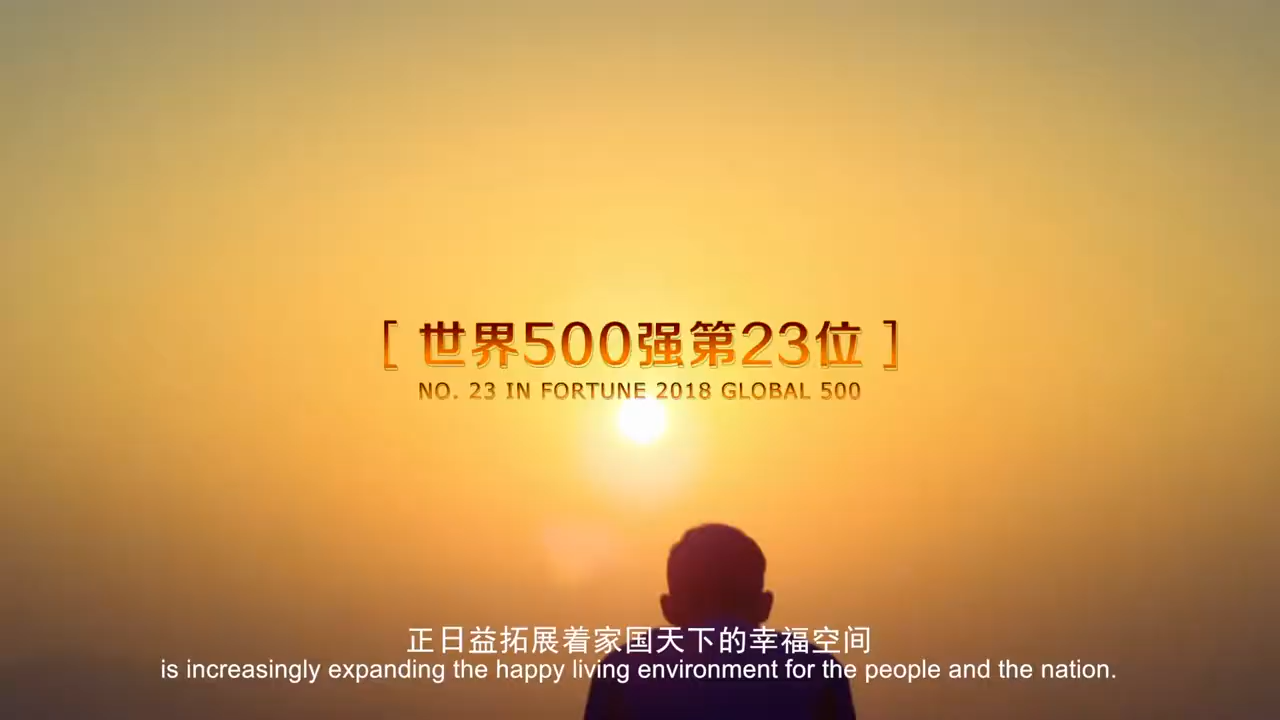 [ 世界500强第23位 ]
NO. 23 IN FORTUNE 2018 GLOBAL 500
正日益拓展着家国天下的幸福空间
is increasingly expanding the happy living environment for the people and the nation.